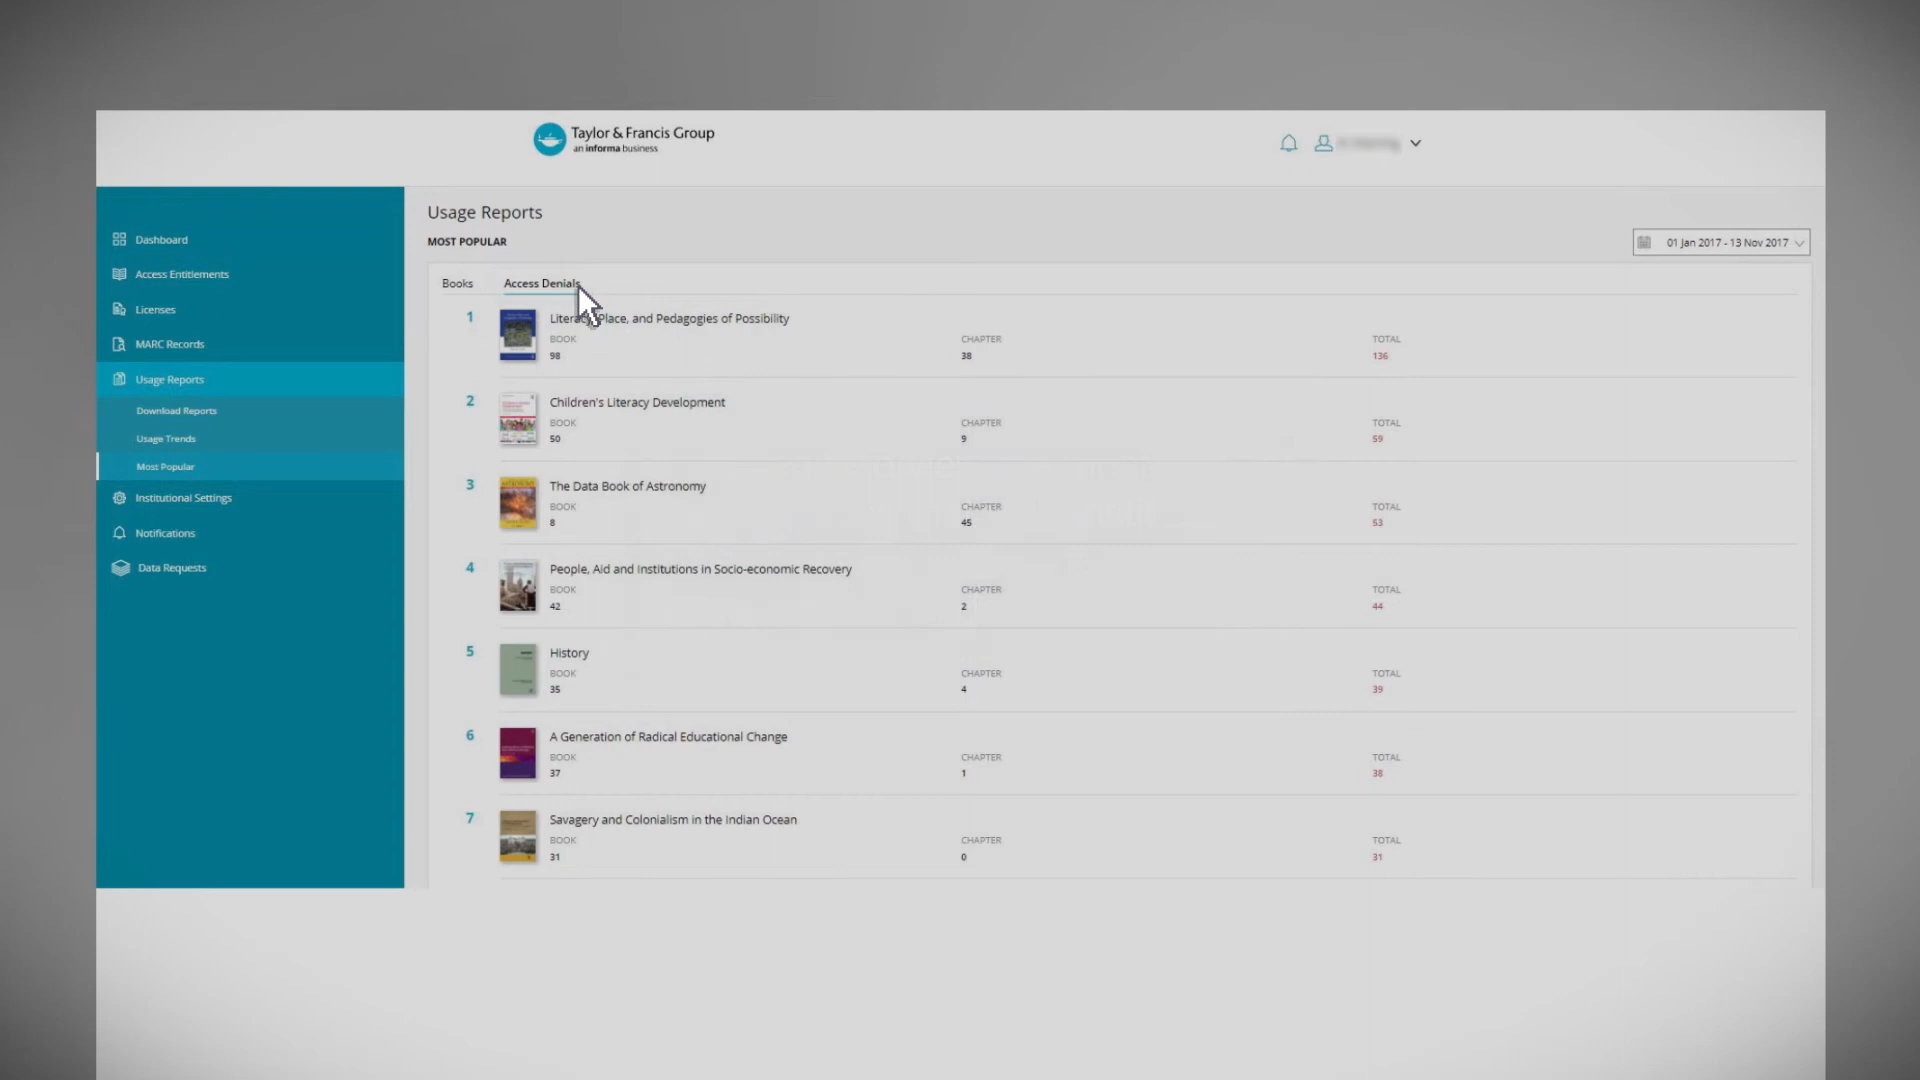 Taylor & Francis Group
an informa business
Dashboard
Access Entitlements
Licenses
MARC Records
Usage Reports
Download Reports
Usage Trends
Most Popular
Institutional Settings
Notifications
Data Requests
Usage Reports
MOST POPULAR
01 Jan 2017 - 13 Nov 2017
Books Access Denials
1 Literacy, Place, and Pedagogies of Possibility
BOOK CHAPTER TOTAL
98 38 136
2 Children's Literacy Development
BOOK CHAPTER TOTAL
50 9 59
3 The Data Book of Astronomy
BOOK CHAPTER TOTAL
8 45 53
4 People, Aid and Institutions in Socio-economic Recovery
BOOK CHAPTER TOTAL
42 2 44
5 History
BOOK CHAPTER TOTAL
35 4 39
6 A Generation of Radical Educational Change
BOOK CHAPTER TOTAL
37 1 38
7 Savagery and Colonialism in the Indian Ocean
BOOK CHAPTER TOTAL
31 0 31